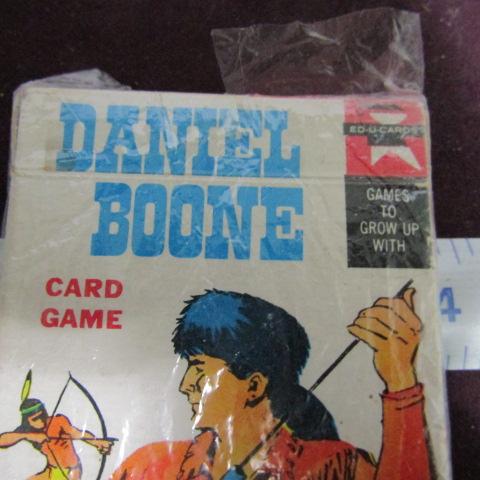 DANIEL
BOONE
ED-U-CARDS
GAMES
TO
GROW UP
WITH
CARD
GAME
4